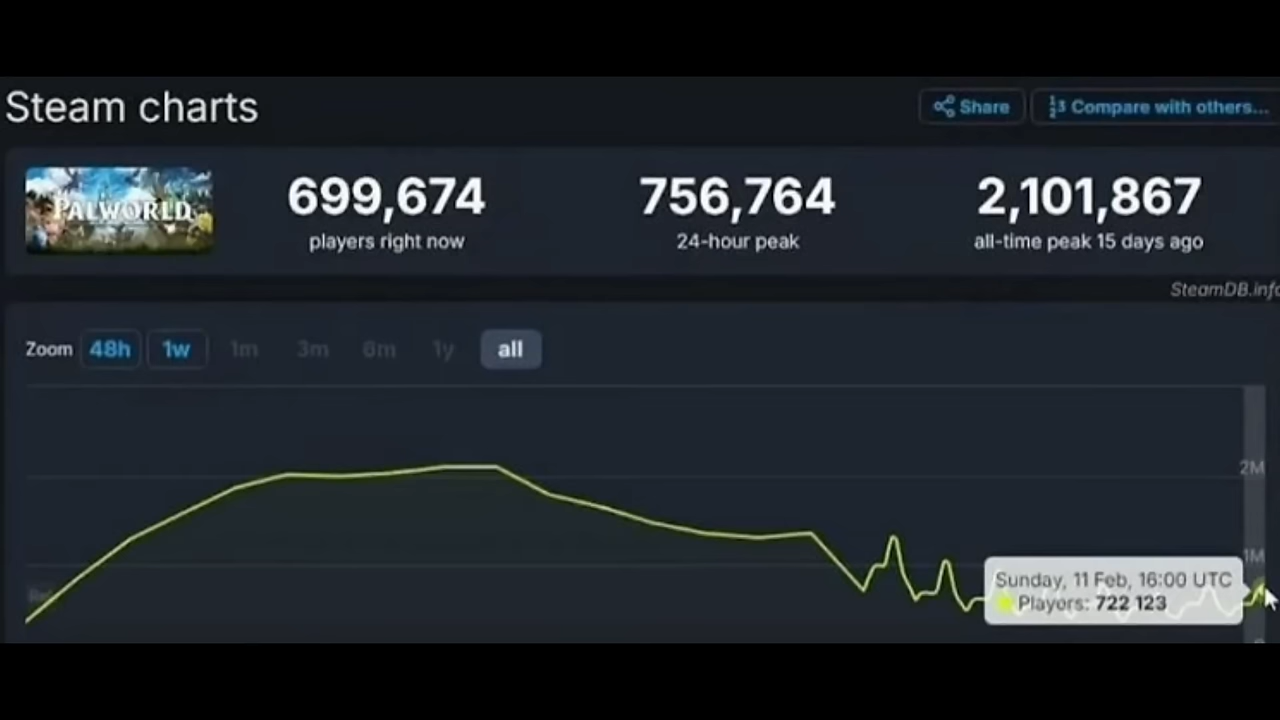 Steam charts
Share
Compare with others...
PALWORLD
699,674
players right now
756,764
24-hour peak
2,101,867
all-time peak 15 days ago
SteamDB.info
Zoom 48h 1w 1m 3m 6m 1y all
2M
1M
Sunday, 11 Feb, 16:00 UTC
Players: 722 123